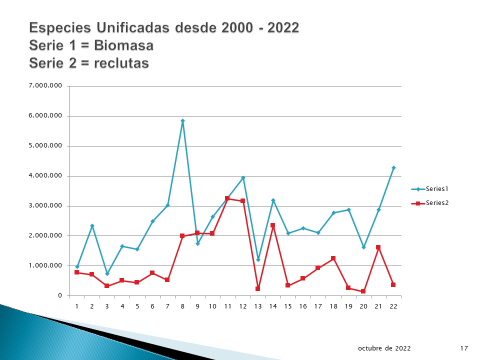 Especies Unificadas desde 2000 - 2022
Serie 1 = Biomasa
Serie 2 = reclutas
7.000.000
6.000.000
5.000.000
4.000.000
3.000.000
2.000.000
1.000.000
0
1 2 3 4 5 6 7 8 9 10 11 12 13 14 15 16 17 18 19 20 21 22
Series1
Series2
octubre de 2022 17